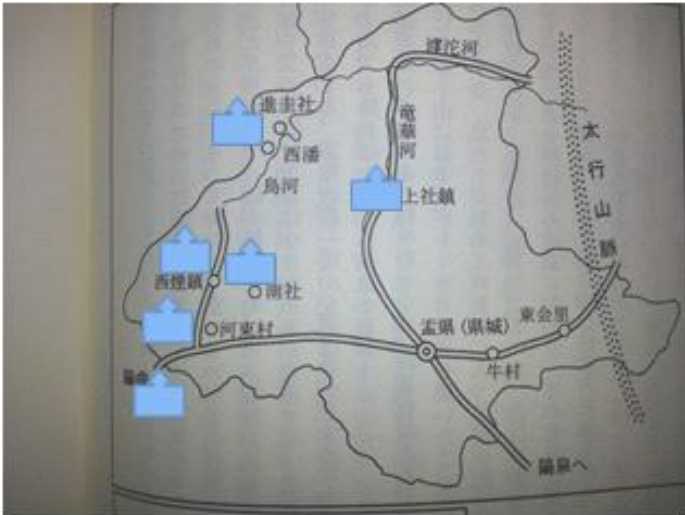 滹沱河
進圭社
西潘
竜華河
烏河
上社鎮
太行山脈
西煙鎮
南社
河東村
東会里
盂県(県城)
牛村
陽泉へ